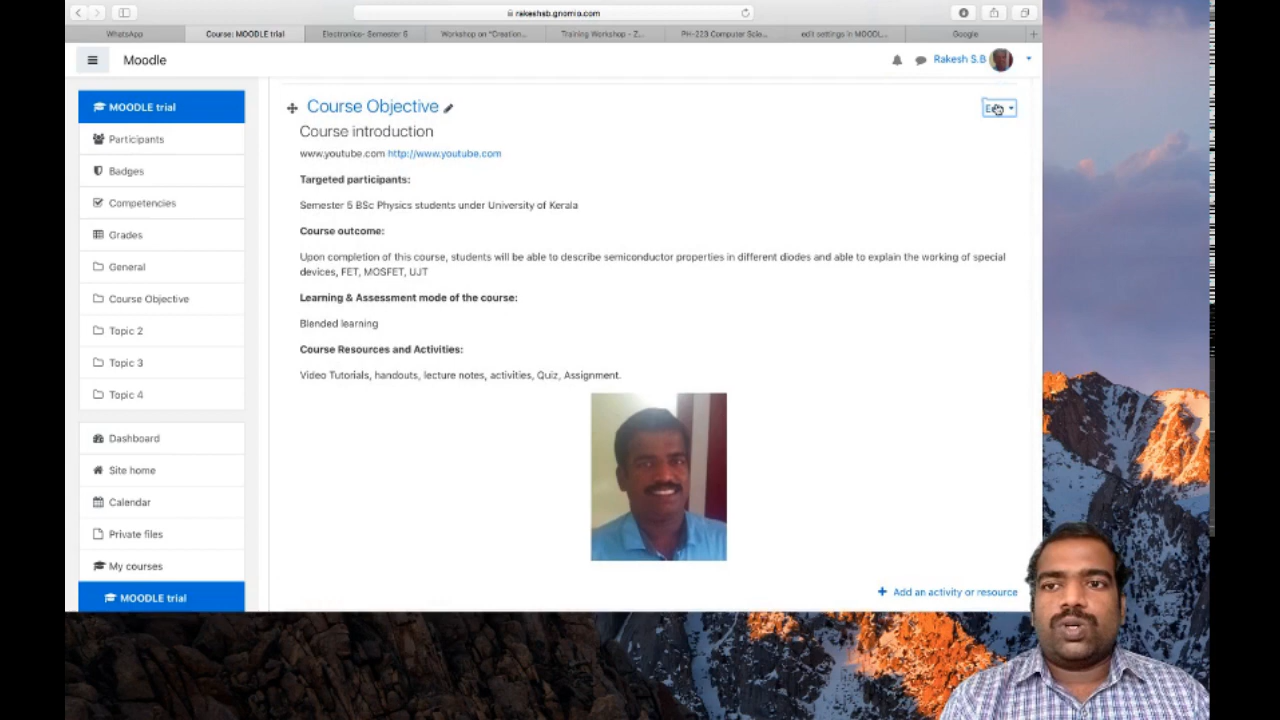 rakeshsb.gnomio.com
WhatsApp
Course: MOODLE trial
Electronics- Semester 6
Workshop on "Creation...
Training Workshop - Z...
PH-223 Computer Scie...
edit settings in MOODL...
Google
Moodle
Rakesh S.B
MOODLE trial
Participants
Badges
Competencies
Grades
General
Course Objective
Topic 2
Topic 3
Topic 4
Dashboard
Site home
Calendar
Private files
My courses
MOODLE trial
Course Objective
Course introduction
www.youtube.com http://www.youtube.com
Targeted participants:
Semester 5 BSc Physics students under University of Kerala
Course outcome:
Upon completion of this course, students will be able to describe semiconductor properties in different diodes and able to explain the working of special
devices, FET, MOSFET, UJT
Learning & Assessment mode of the course:
Blended learning
Course Resources and Activities:
Video Tutorials, handouts, lecture notes, activities, Quiz, Assignment.
Add an activity or resource